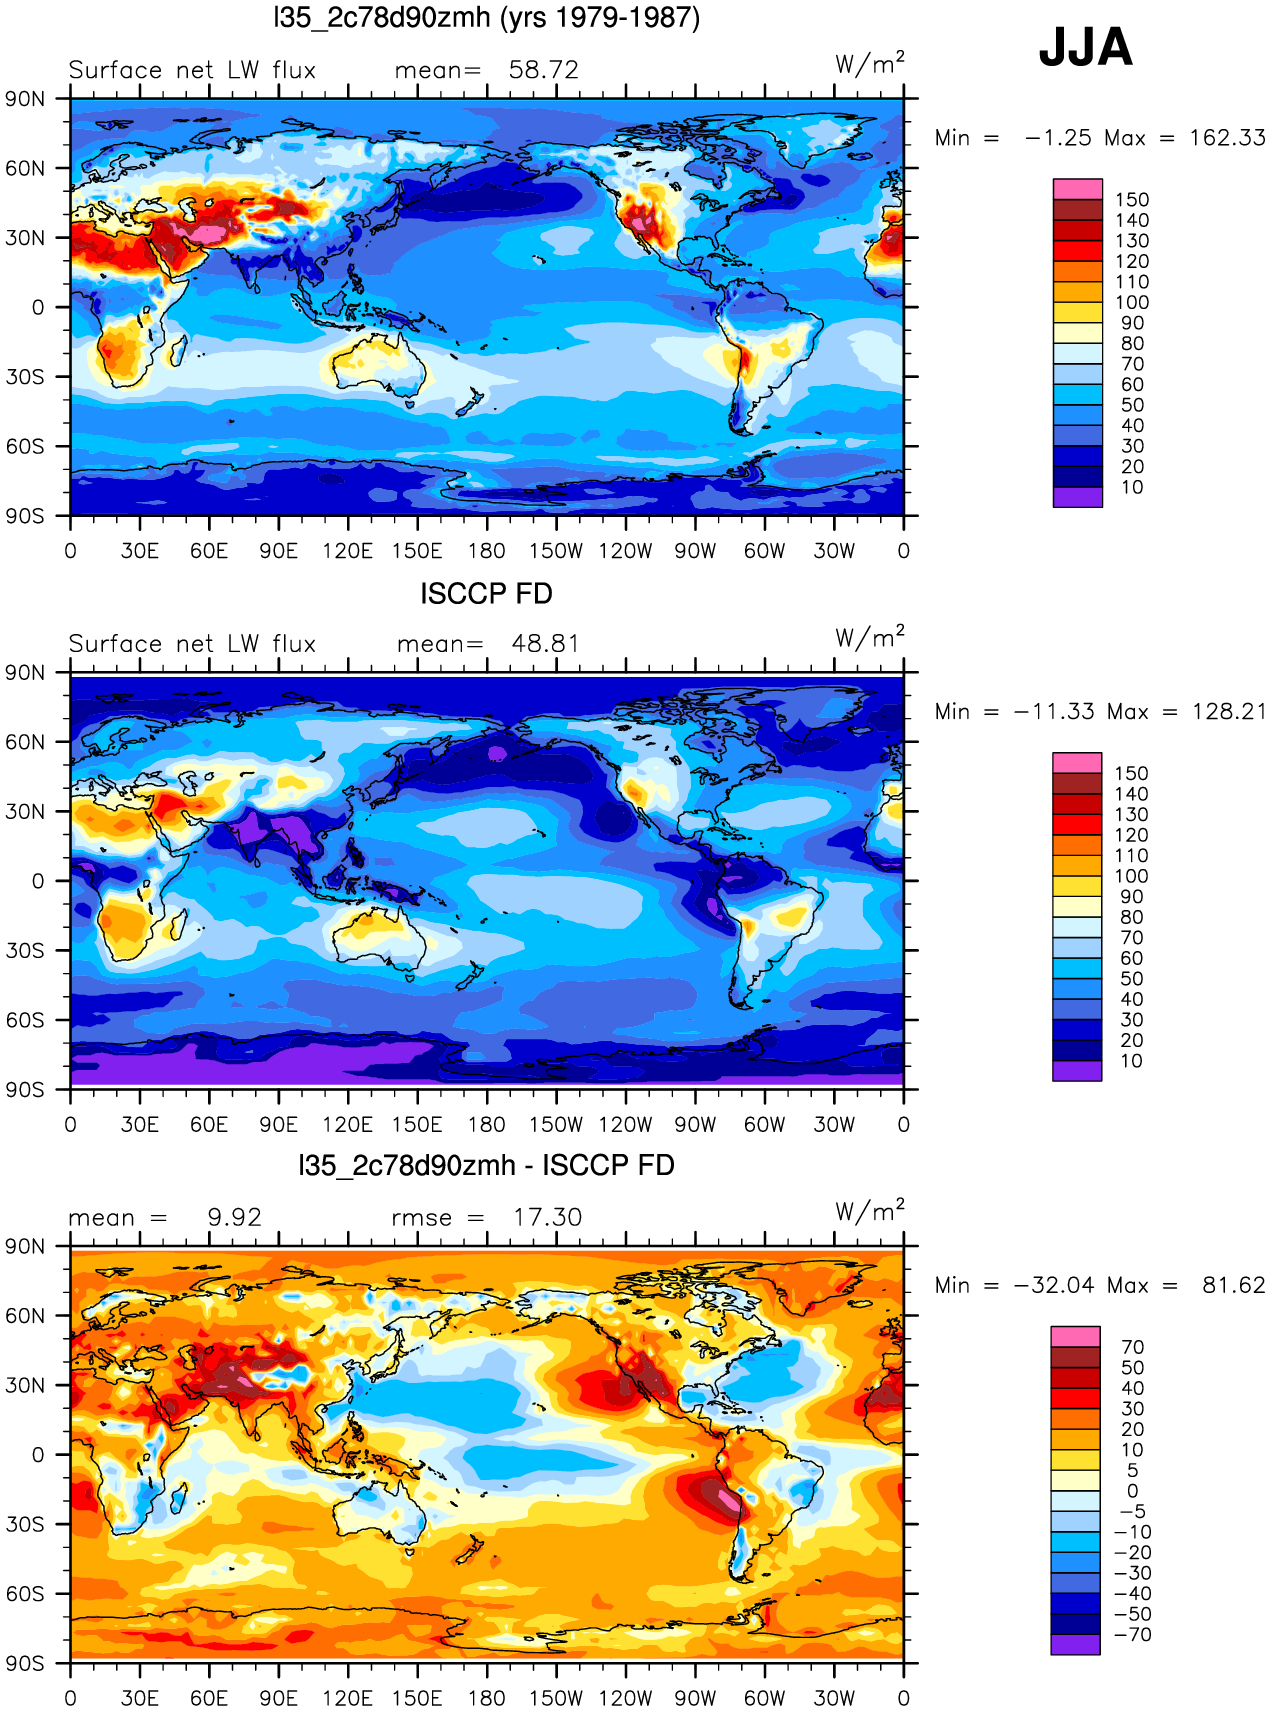 l35_2c78d90zmh (yrs 1979-1987)
JJA
Surface net LW flux mean= 58.72 W/m²
Min = −1.25 Max = 162.33
90N
60N
30N
0
30S
60S
90S
0 30E 60E 90E 120E 150E 180 150W 120W 90W 60W 30W 0
150
140
130
120
110
100
90
80
70
60
50
40
30
20
10
ISCCP FD
Surface net LW flux mean= 48.81 W/m²
Min = −11.33 Max = 128.21
90N
60N
30N
0
30S
60S
90S
0 30E 60E 90E 120E 150E 180 150W 120W 90W 60W 30W 0
150
140
130
120
110
100
90
80
70
60
50
40
30
20
10
l35_2c78d90zmh - ISCCP FD
mean = 9.92 rmse = 17.30 W/m²
Min = −32.04 Max = 81.62
90N
60N
30N
0
30S
60S
90S
0 30E 60E 90E 120E 150E 180 150W 120W 90W 60W 30W 0
70
50
40
30
20
10
5
0
−5
−10
−20
−30
−40
−50
−70